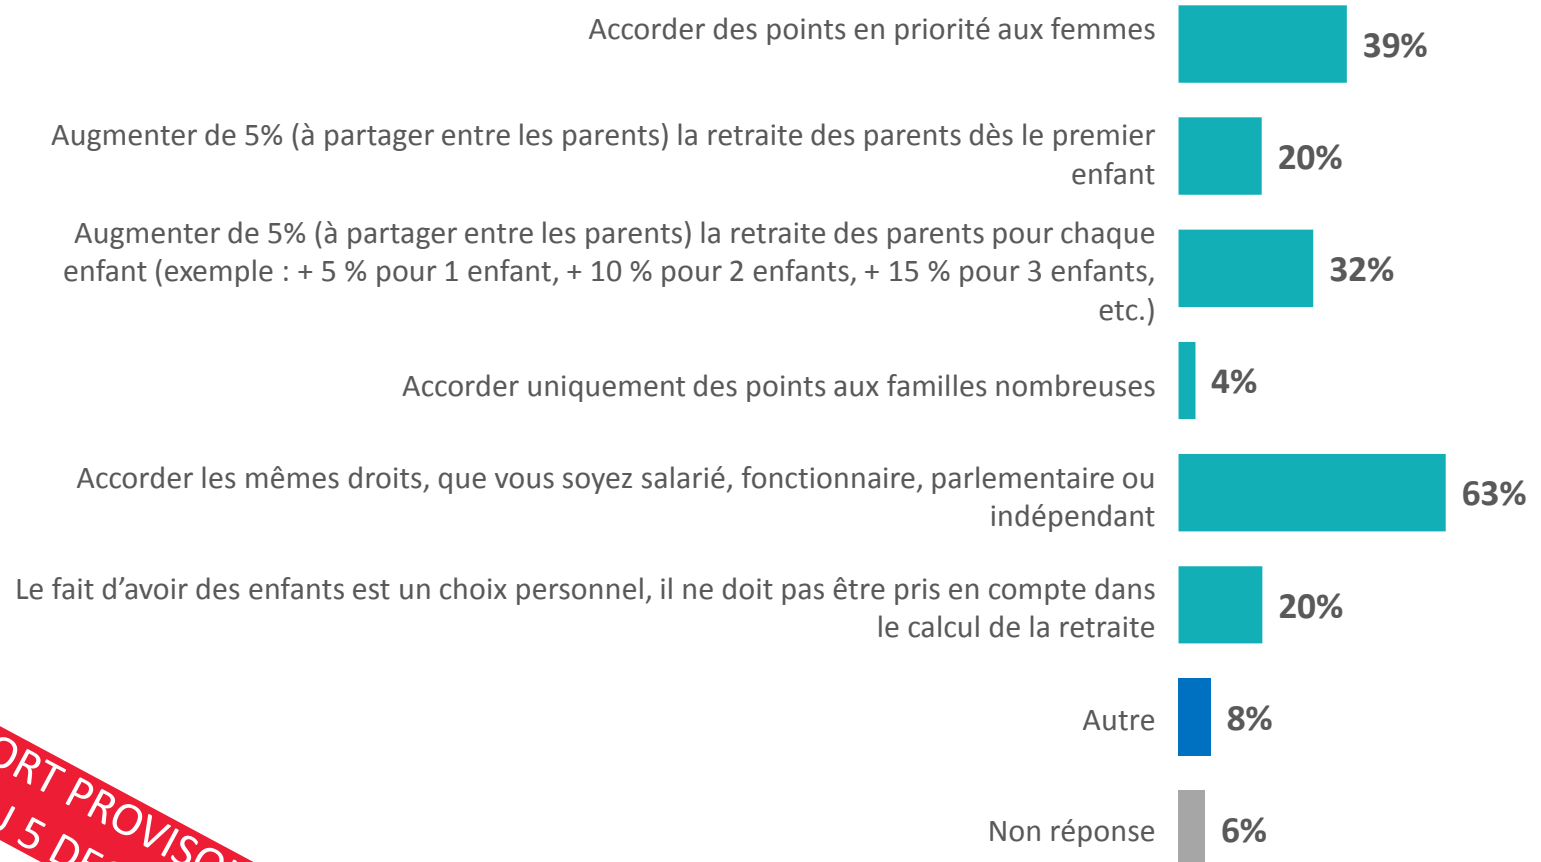 Accorder des points en priorité aux femmes
39%
Augmenter de 5% (à partager entre les parents) la retraite des parents dès le premier
enfant
20%
Augmenter de 5% (à partager entre les parents) la retraite des parents pour chaque
enfant (exemple : + 5 % pour 1 enfant, + 10 % pour 2 enfants, + 15 % pour 3 enfants,
etc.)
32%
Accorder uniquement des points aux familles nombreuses
4%
Accorder les mêmes droits, que vous soyez salarié, fonctionnaire, parlementaire ou
indépendant
63%
Le fait d’avoir des enfants est un choix personnel, il ne doit pas être pris en compte dans
le calcul de la retraite
20%
Autre
8%
Non réponse
6%
5